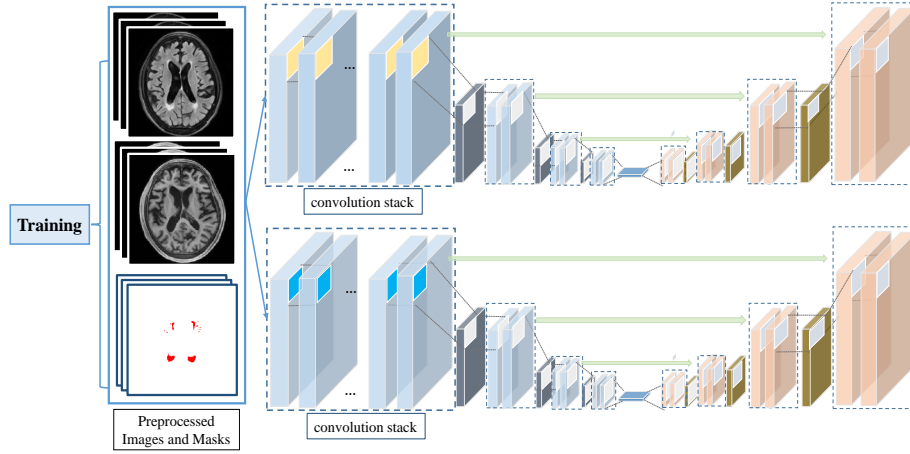 Training
Preprocessed
Images and Masks
...
...
convolution stack
...
...
convolution stack